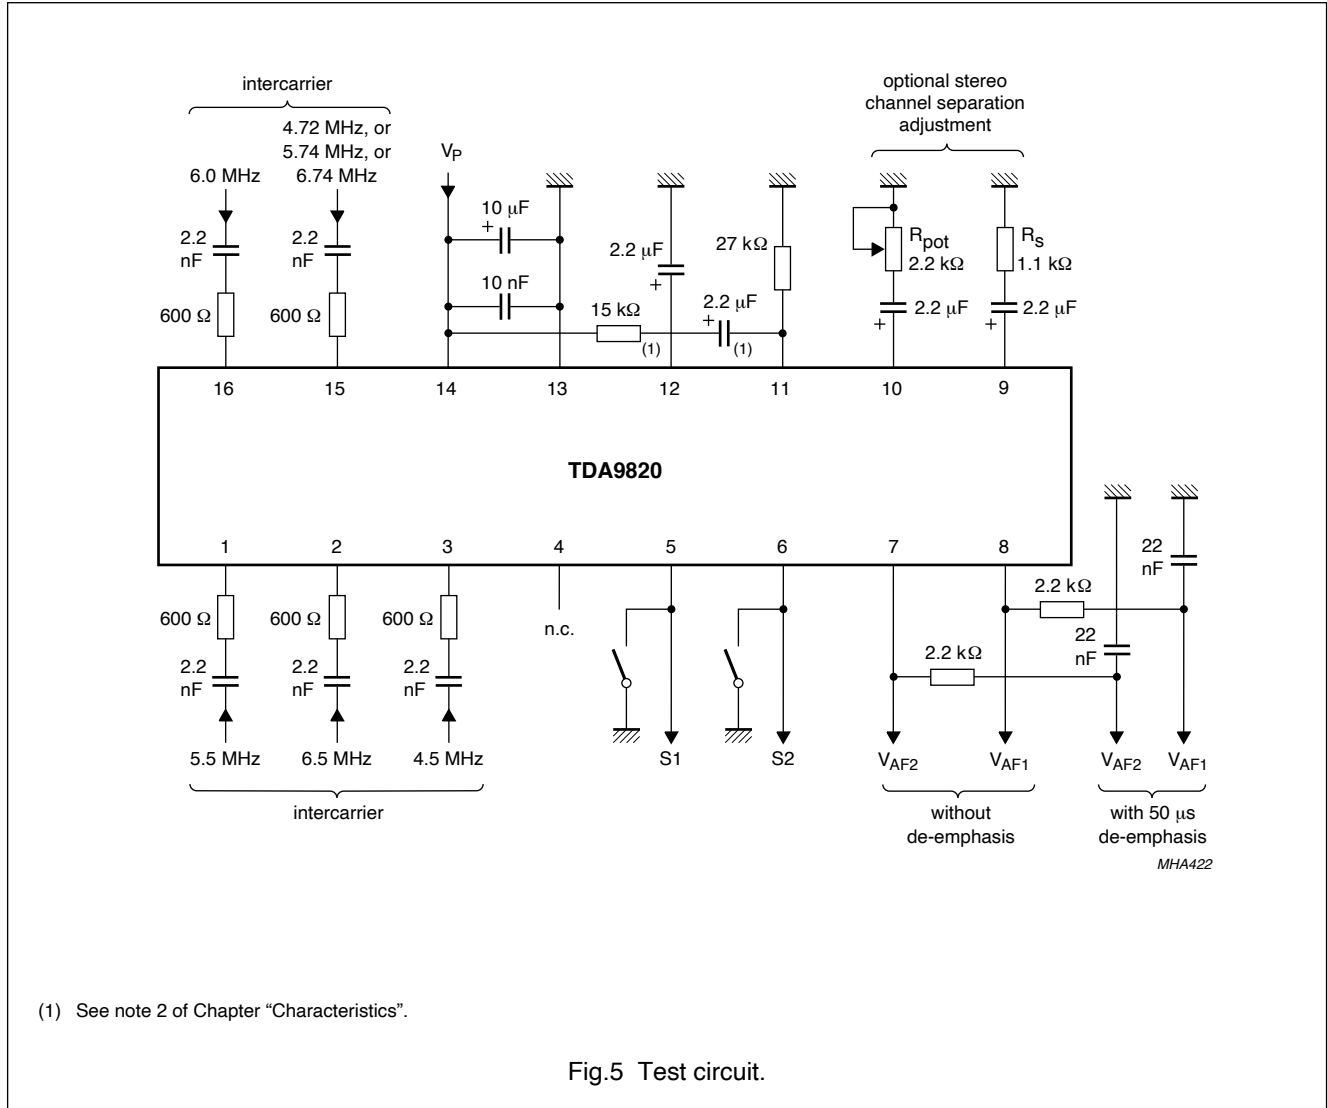 intercarrier
4.72 MHz, or
5.74 MHz, or
6.0 MHz 6.74 MHz
VP
optional stereo
channel separation
adjustment
2.2
nF
2.2
nF
600 Ω
600 Ω
10 μF
+
10 nF
15 kΩ
(1)
2.2 μF
+
2.2 μF
+
(1)
27 kΩ
Rpot
2.2 kΩ
2.2 μF
+
Rs
1.1 kΩ
2.2 μF
+
16 15 14 13 12 11 10 9
TDA9820
1 2 3 4 5 6 7 8
600 Ω
600 Ω
600 Ω
2.2
nF
2.2
nF
2.2
nF
5.5 MHz 6.5 MHz 4.5 MHz
intercarrier
n.c.
S1
S2
22
nF
2.2 kΩ
22
nF
2.2 kΩ
VAF2 VAF1 VAF2 VAF1
without
de-emphasis
with 50 μs
de-emphasis
MHA422
(1) See note 2 of Chapter “Characteristics”.
Fig.5 Test circuit.